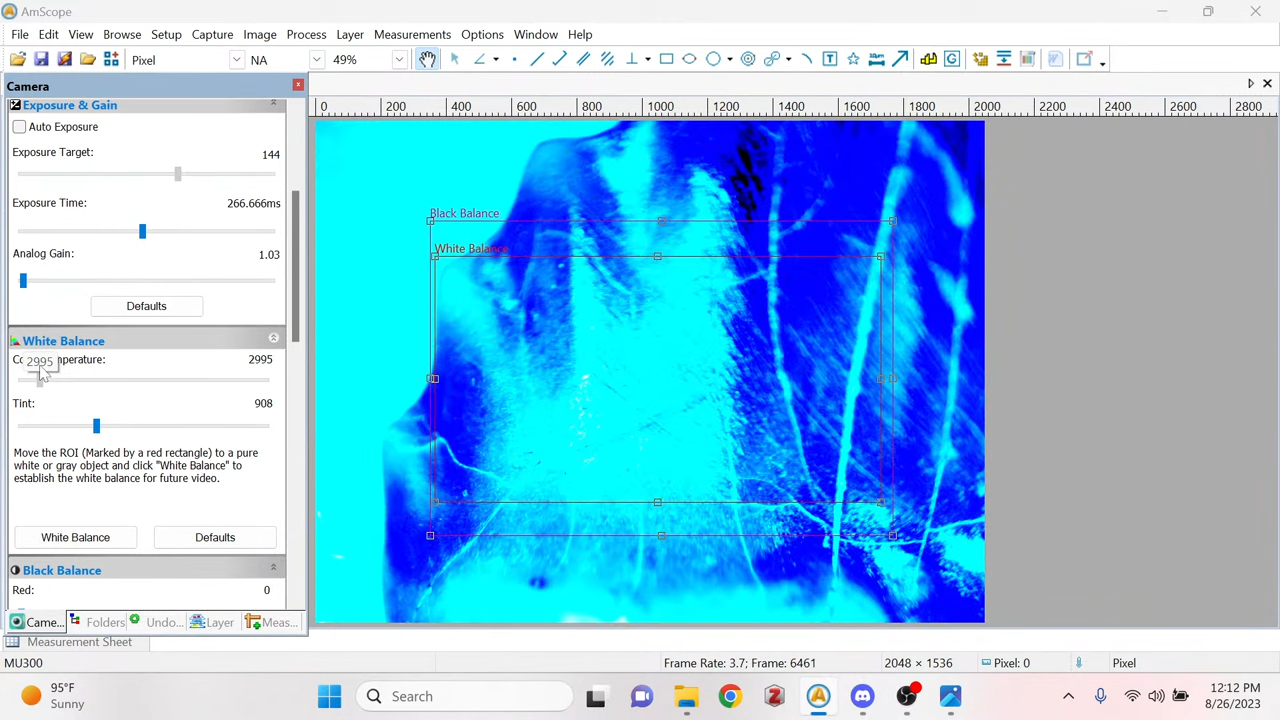 AmScope
File Edit View Browse Setup Capture Image Process Layer Measurements Options Window Help
Pixel NA 49%
Camera
0 200 400 600 800 1000 1200 1400 1600 1800 2000 2200 2400 2600 2800
Exposure & Gain
Auto Exposure
Exposure Target: 144
Exposure Time: 266.666ms
Analog Gain: 1.03
Defaults
White Balance
2995
2995
Tint: 908
Move the ROI (Marked by a red rectangle) to a pure
white or gray object and click "White Balance" to
establish the white balance for future video.
White Balance Defaults
Black Balance
Red: 0
Came... Folders Undo... Layer Meas...
Black Balance
White Balance
Measurement Sheet
MU300 Frame Rate: 3.7; Frame: 6461 2048 × 1536 Pixel: 0 Pixel
95°F
Sunny
Search
12:12 PM
8/26/2023